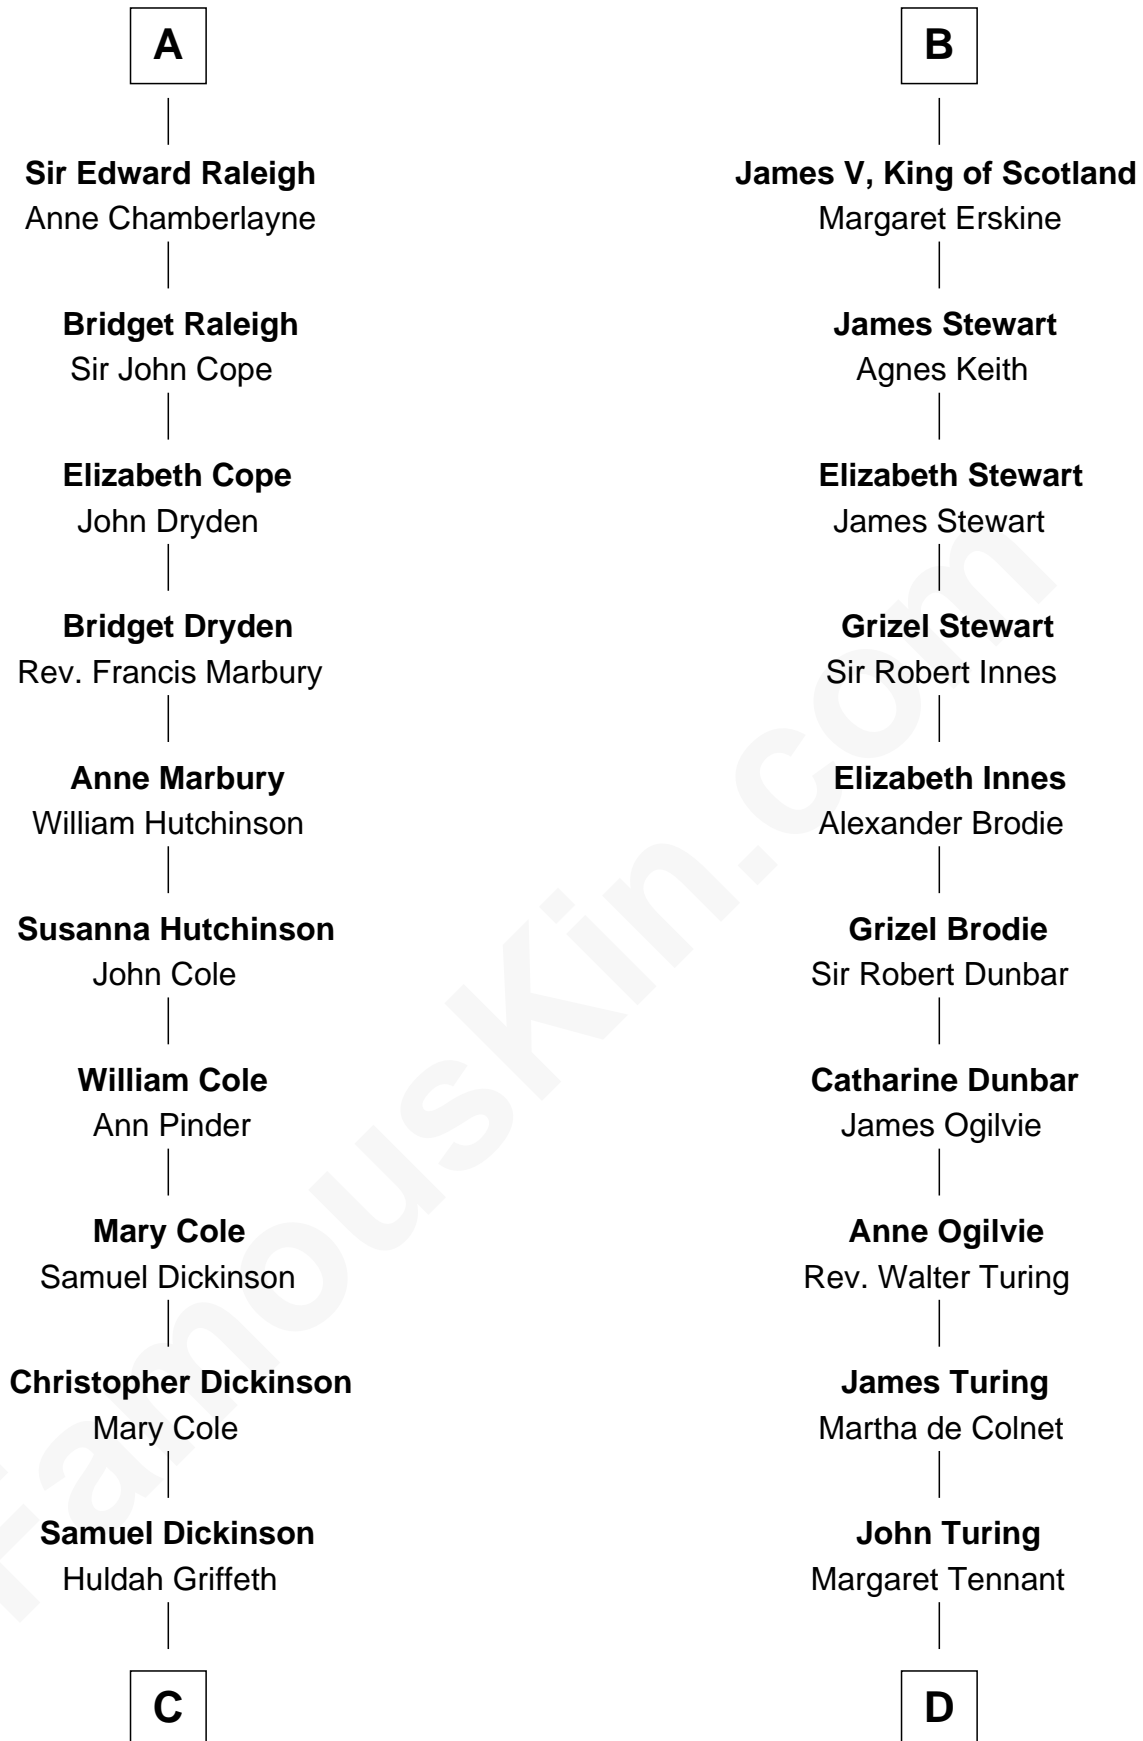 A
Sir Edward Raleigh
Anne Chamberlayne
Bridget Raleigh
Sir John Cope
Elizabeth Cope
John Dryden
Bridget Dryden
Rev. Francis Marbury
Anne Marbury
William Hutchinson
Susanna Hutchinson
John Cole
William Cole
Ann Pinder
Mary Cole
Samuel Dickinson
Christopher Dickinson
Mary Cole
Samuel Dickinson
Huldah Griffeth
C
B
James V, King of Scotland
Margaret Erskine
James Stewart
Agnes Keith
Elizabeth Stewart
James Stewart
Grizel Stewart
Sir Robert Innes
Elizabeth Innes
Alexander Brodie
Grizel Brodie
Sir Robert Dunbar
Catharine Dunbar
James Ogilvie
Anne Ogilvie
Rev. Walter Turing
James Turing
Martha de Colnet
John Turing
Margaret Tennant
D
FamousKin.com